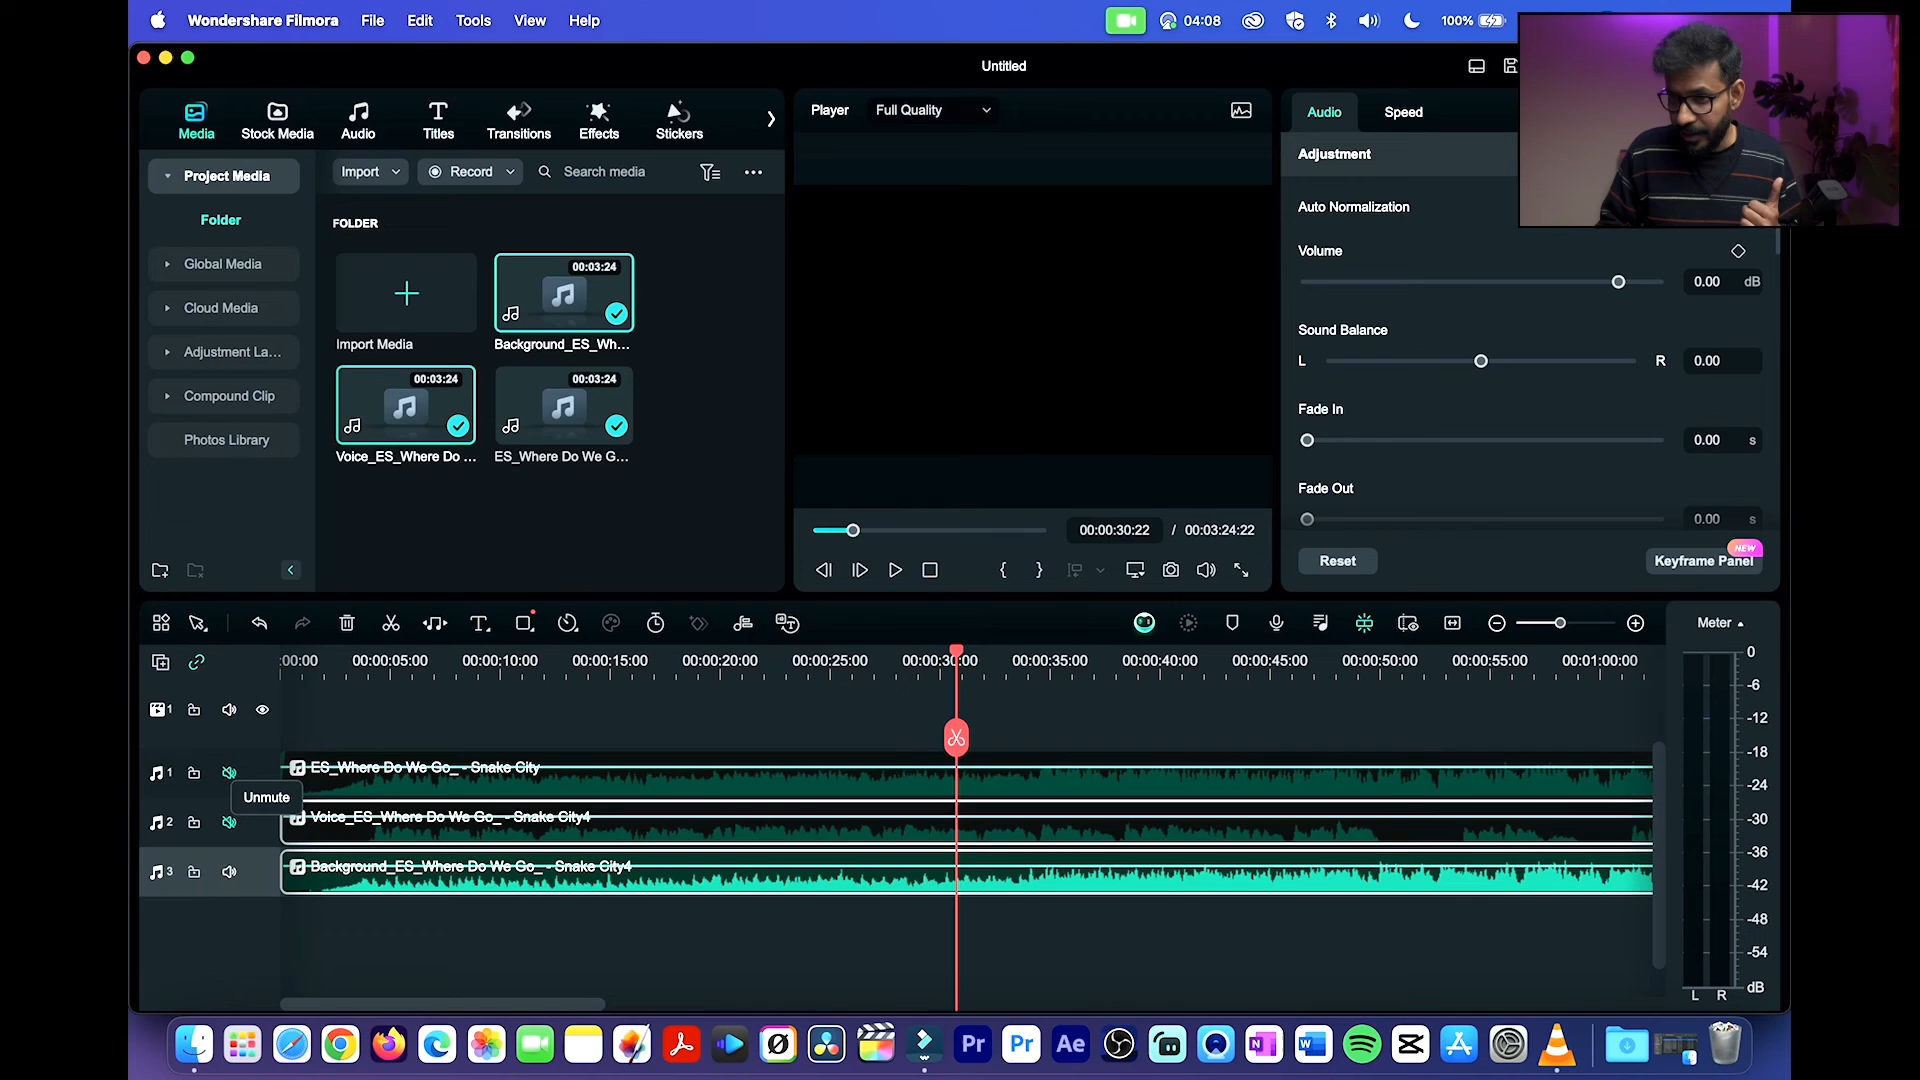 Wondershare Filmora File Edit Tools View Help
04:08 100%
Untitled
Media Stock Media Audio Titles Transitions Effects Stickers
Project Media
Folder
Global Media
Cloud Media
Adjustment La...
Compound Clip
Photos Library
Import Record Search media
FOLDER
Import Media
00:03:24
Background_ES_Wh...
00:03:24
Voice_ES_Where Do ...
00:03:24
ES_Where Do We G...
Player Full Quality
00:00:30:22 / 00:03:24:22
Audio Speed
Adjustment
Auto Normalization
Volume
0.00 dB
Sound Balance
L R 0.00
Fade In
0.00 s
Fade Out
0.00 s
Reset
NEW
Keyframe Panel
:00:00 00:00:05:00 00:00:10:00 00:00:15:00 00:00:20:00 00:00:25:00 00:00:30:00 00:00:35:00 00:00:40:00 00:00:45:00 00:00:50:00 00:00:55:00 00:01:00:00
1
1
ES_Where Do We Go_ - Snake City
Unmute
2
Voice_ES_Where Do We Go_ - Snake City4
3
Background_ES_Where Do We Go_ - Snake City4
Meter
0
-6
-12
-18
-24
-30
-36
-42
-48
-54
dB
L R
Pr Pr Ae N W